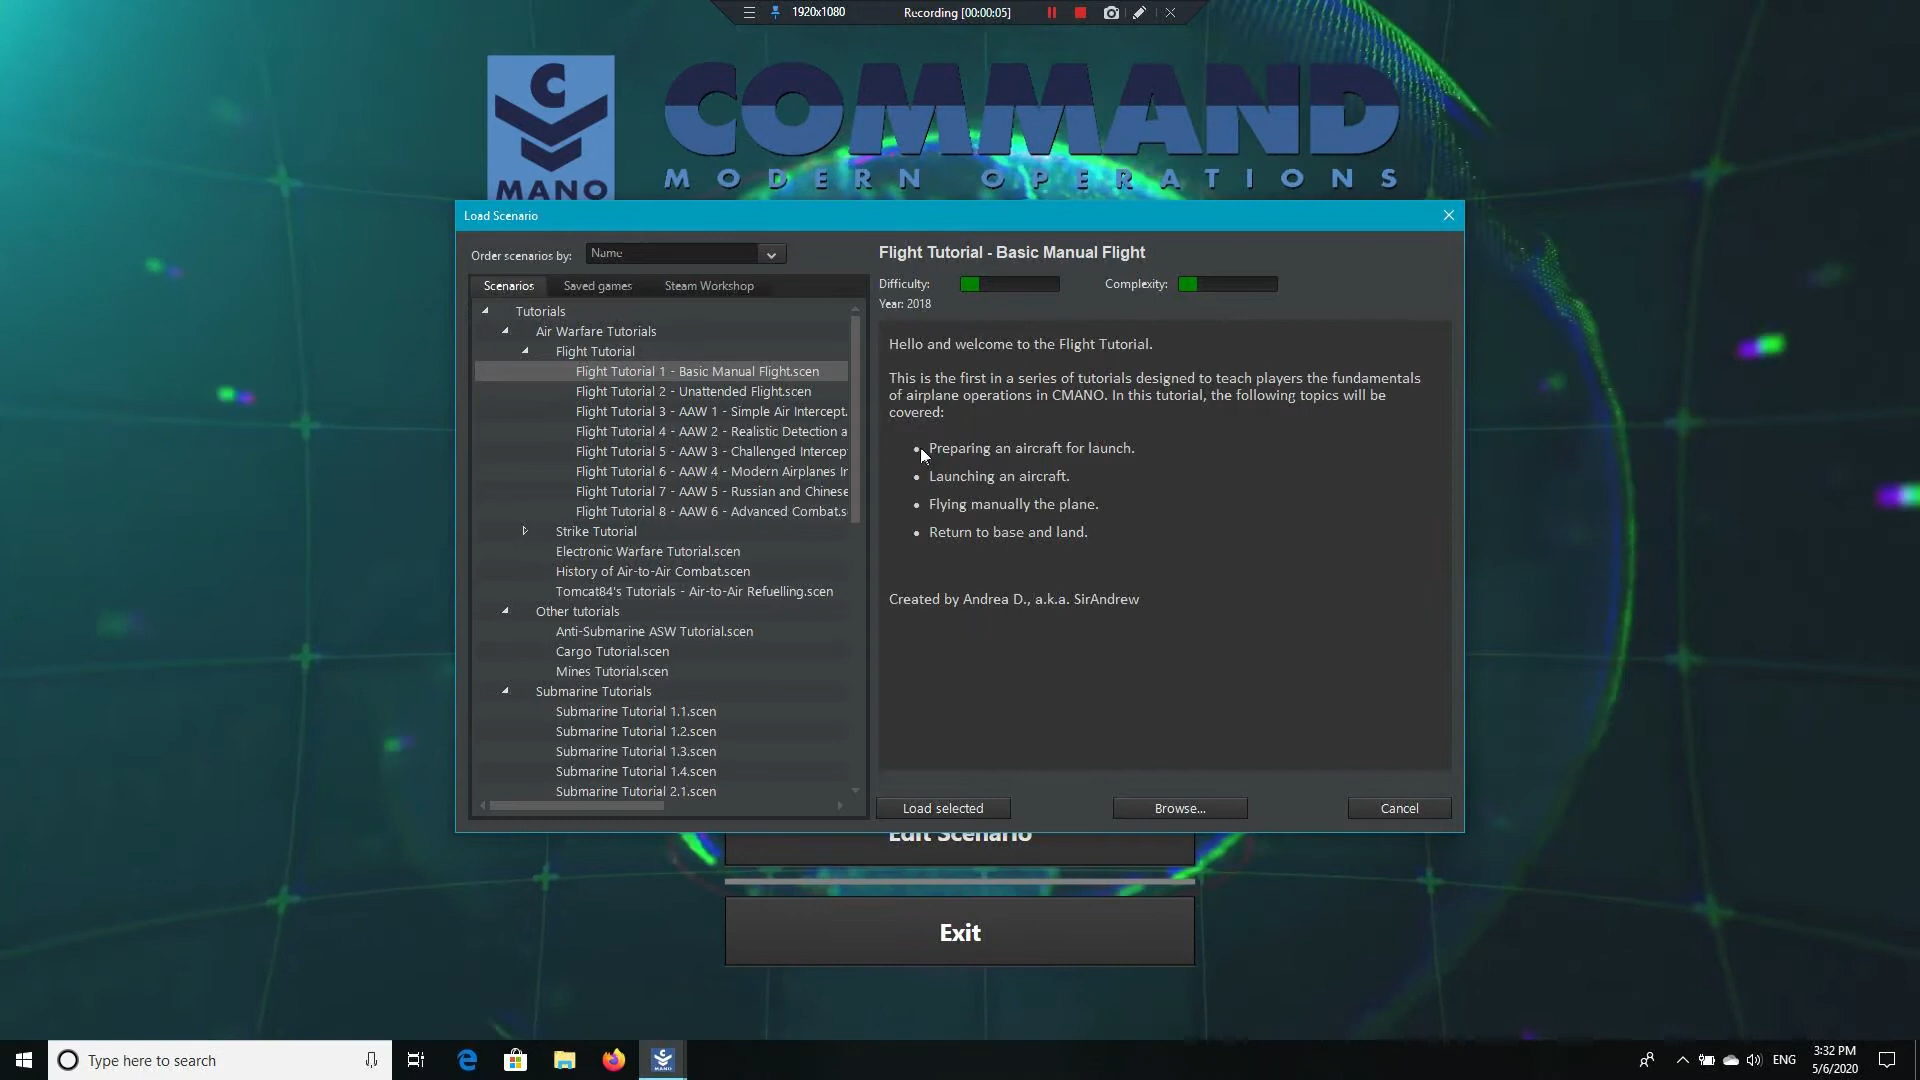 1920x1080
Recording [00:00:05]
C
MANO
COMMAND
MODERN OPERATIONS
Load Scenario
Order scenarios by:
Name
Scenarios
Saved games
Steam Workshop
Tutorials
Air Warfare Tutorials
Flight Tutorial
Flight Tutorial 1 - Basic Manual Flight.scen
Flight Tutorial 2 - Unattended Flight.scen
Flight Tutorial 3 - AAW 1 - Simple Air Intercept.
Flight Tutorial 4 - AAW 2 - Realistic Detection a
Flight Tutorial 5 - AAW 3 - Challenged Intercep
Flight Tutorial 6 - AAW 4 - Modern Airplanes In
Flight Tutorial 7 - AAW 5 - Russian and Chinese
Flight Tutorial 8 - AAW 6 - Advanced Combat.s
Strike Tutorial
Electronic Warfare Tutorial.scen
History of Air-to-Air Combat.scen
Tomcat84's Tutorials - Air-to-Air Refuelling.scen
Other tutorials
Anti-Submarine ASW Tutorial.scen
Cargo Tutorial.scen
Mines Tutorial.scen
Submarine Tutorials
Submarine Tutorial 1.1.scen
Submarine Tutorial 1.2.scen
Submarine Tutorial 1.3.scen
Submarine Tutorial 1.4.scen
Submarine Tutorial 2.1.scen
Flight Tutorial - Basic Manual Flight
Difficulty:
Complexity:
Year: 2018
Hello and welcome to the Flight Tutorial.
This is the first in a series of tutorials designed to teach players the fundamentals
of airplane operations in CMANO. In this tutorial, the following topics will be
covered:
• Preparing an aircraft for launch.
• Launching an aircraft.
• Flying manually the plane.
• Return to base and land.
Created by Andrea D., a.k.a. SirAndrew
Load selected
Browse...
Cancel
Edit Scenario
Exit
Type here to search
C
MANO
ENG
3:32 PM
5/6/2020